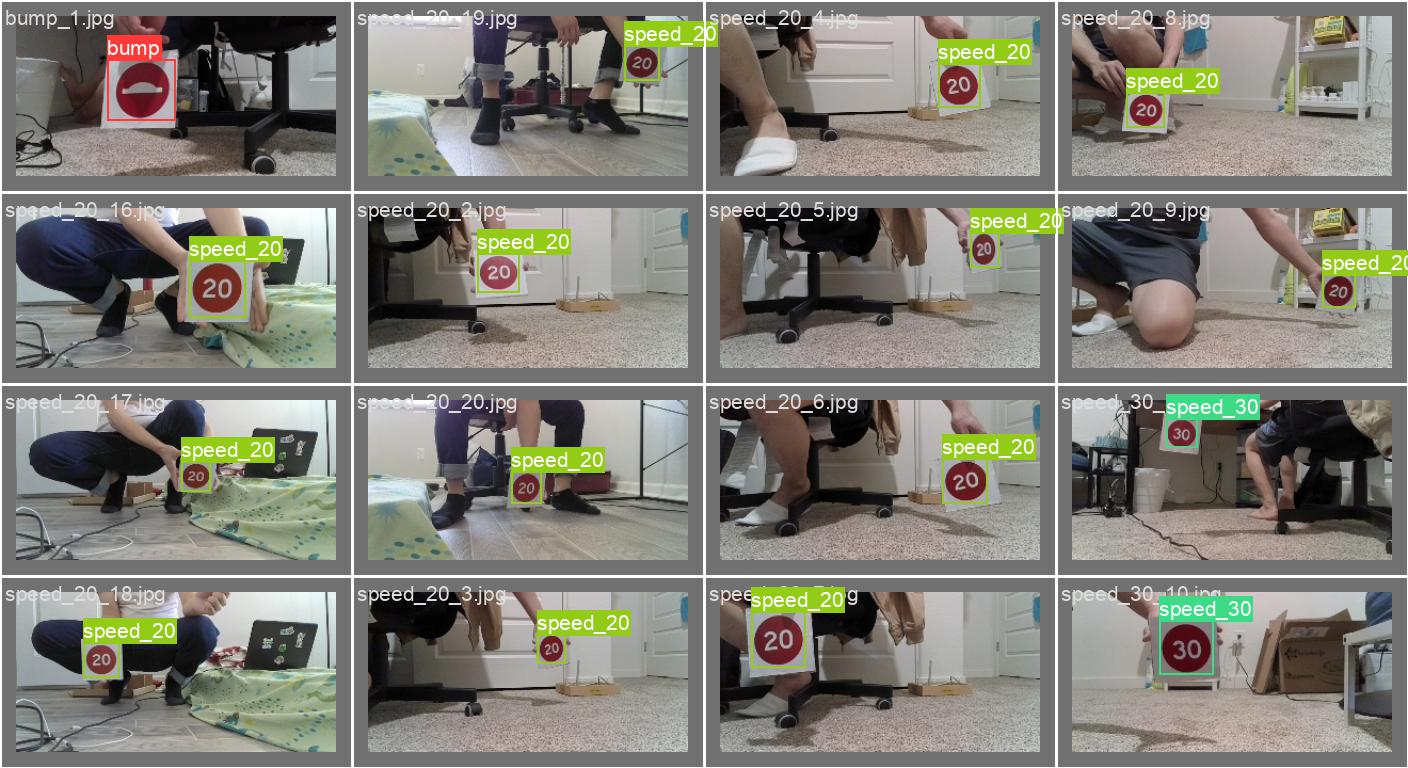 bump_1.jpg
bump
speed_20_19.jpg
speed_20
20
speed_20_4.jpg
speed_20
20
speed_20_8.jpg
speed_20
20
speed_20_16.jpg
speed_20
20
speed_20_2.jpg
speed_20
20
speed_20_5.jpg
speed_20
20
speed_20_9.jpg
speed_20
20
speed_20_17.jpg
speed_20
20
speed_20_20.jpg
speed_20
20
speed_20_6.jpg
speed_20
20
speed_30
30
speed_20_18.jpg
speed_20
20
speed_20_3.jpg
speed_20
20
speed_20
20
speed_30_10.jpg
speed_30
30